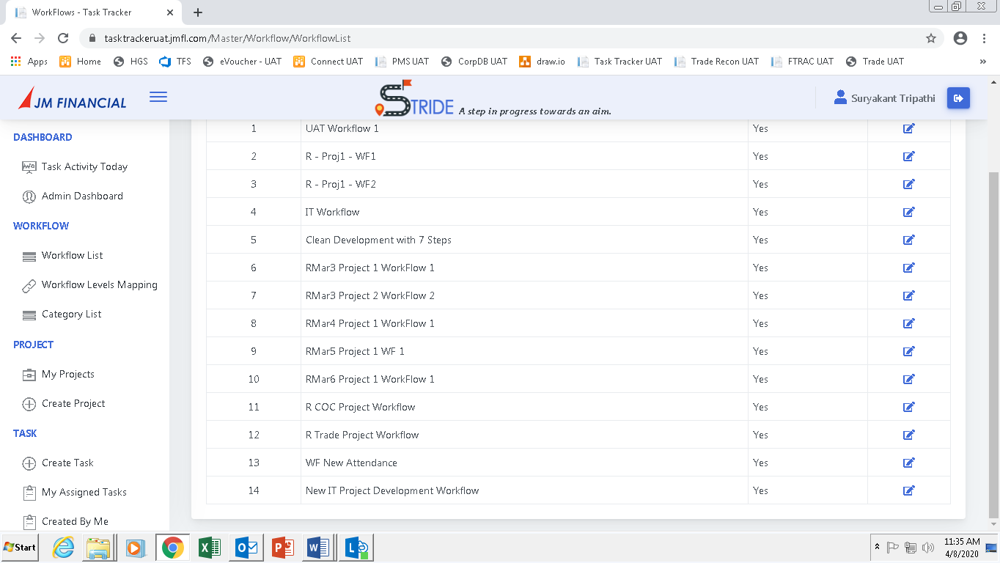 WorkFlows - Task Tracker
tasktrackeruat.jmfl.com/Master/Workflow/WorkflowList
Apps Home HGS TFS eVoucher - UAT Connect UAT PMS UAT CorpDB UAT draw.io Task Tracker UAT Trade Recon UAT FTRAC UAT Trade UAT »
JM FINANCIAL STRIDE A step in progress towards an aim. Suryakant Tripathi
DASHBOARD
Task Activity Today
Admin Dashboard
WORKFLOW
Workflow List
Workflow Levels Mapping
Category List
PROJECT
My Projects
Create Project
TASK
Create Task
My Assigned Tasks
Created By Me
1 UAT Workflow 1 Yes
2 R - Proj1 - WF1 Yes
3 R - Proj1 - WF2 Yes
4 IT Workflow Yes
5 Clean Development with 7 Steps Yes
6 RMar3 Project 1 WorkFlow 1 Yes
7 RMar3 Project 2 WorkFlow 2 Yes
8 RMar4 Project 1 WorkFlow 1 Yes
9 RMar5 Project 1 WF 1 Yes
10 RMar6 Project 1 WorkFlow 1 Yes
11 R COC Project Workflow Yes
12 R Trade Project Workflow Yes
13 WF New Attendance Yes
14 New IT Project Development Workflow Yes
Start
11:35 AM
4/8/2020